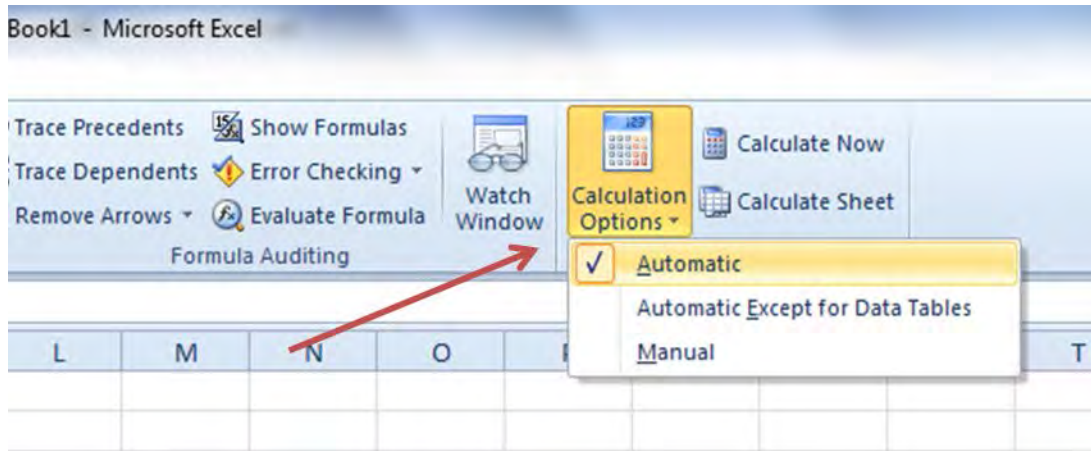 Book1 - Microsoft Excel
Trace Precedents Show Formulas
Trace Dependents Error Checking
Remove Arrows Evaluate Formula
Formula Auditing
Watch
Window
Calculation
Options
Calculate Now
Calculate Sheet
Automatic
Automatic Except for Data Tables
Manual
L M N O T